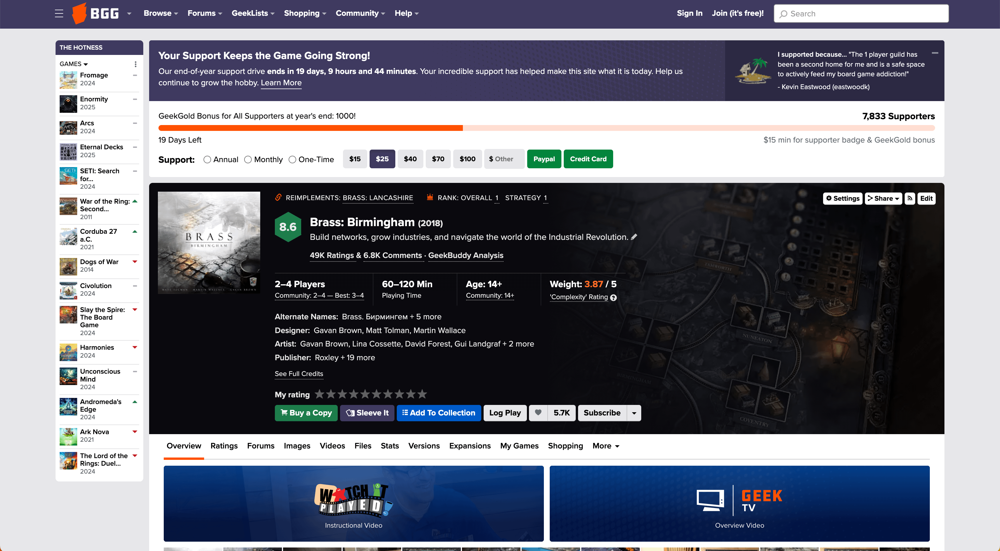 BGG
Browse
Forums
GeekLists
Shopping
Community
Help
Sign In
Join (it's free)!
Search
THE HOTNESS
GAMES
Fromage
2024
Enormity
2025
Arcs
2024
Eternal Decks
2025
SETI: Search
for...
2024
War of the Ring:
Second...
2011
Corduba 27
a.C.
2021
Dogs of War
2014
Civolution
2024
Slay the Spire:
The Board
Game
2024
Harmonies
2024
Unconscious
Mind
2024
Andromeda's
Edge
2024
Ark Nova
2021
The Lord of the
Rings: Duel...
2024
Your Support Keeps the Game Going Strong!
Our end-of-year support drive ends in 19 days, 9 hours and 44 minutes. Your incredible support has helped make this site what it is today. Help us
continue to grow the hobby. Learn More
I supported because... "The 1 player guild has
been a second home for me and is a safe space
to actively feed my board game addiction!"
- Kevin Eastwood (eastwoodk)
GeekGold Bonus for All Supporters at year's end: 1000!
7,833 Supporters
19 Days Left
$15 min for supporter badge & GeekGold bonus
Support:
Annual
Monthly
One-Time
$15
$25
$40
$70
$100
$ Other
Paypal
Credit Card
BRASS
BIRMINGHAM
MATT TOLMAN MARTIN WALLACE GAVAN BROWN
REIMPLEMENTS: BRASS: LANCASHIRE
RANK: OVERALL 1 STRATEGY 1
Settings
Share
Edit
8.6
Brass: Birmingham (2018)
Build networks, grow industries, and navigate the world of the Industrial Revolution.
49K Ratings & 6.8K Comments · GeekBuddy Analysis
2–4 Players
Community: 2–4 — Best: 3–4
60–120 Min
Playing Time
Age: 14+
Community: 14+
Weight: 3.87 / 5
'Complexity' Rating ?
Alternate Names: Brass. Бирмингем + 5 more
Designer: Gavan Brown, Matt Tolman, Martin Wallace
Artist: Gavan Brown, Lina Cossette, David Forest, Gui Landgraf + 2 more
Publisher: Roxley + 19 more
See Full Credits
My rating
Buy a Copy
Sleeve It
Add To Collection
Log Play
5.7K
Subscribe
TAMWORTH
NUNEATON
BIRMINGHAM
COVENTRY
Overview
Ratings
Forums
Images
Videos
Files
Stats
Versions
Expansions
My Games
Shopping
More
WATCH IT
PLAYED
Instructional Video
GEEK
TV
Overview Video